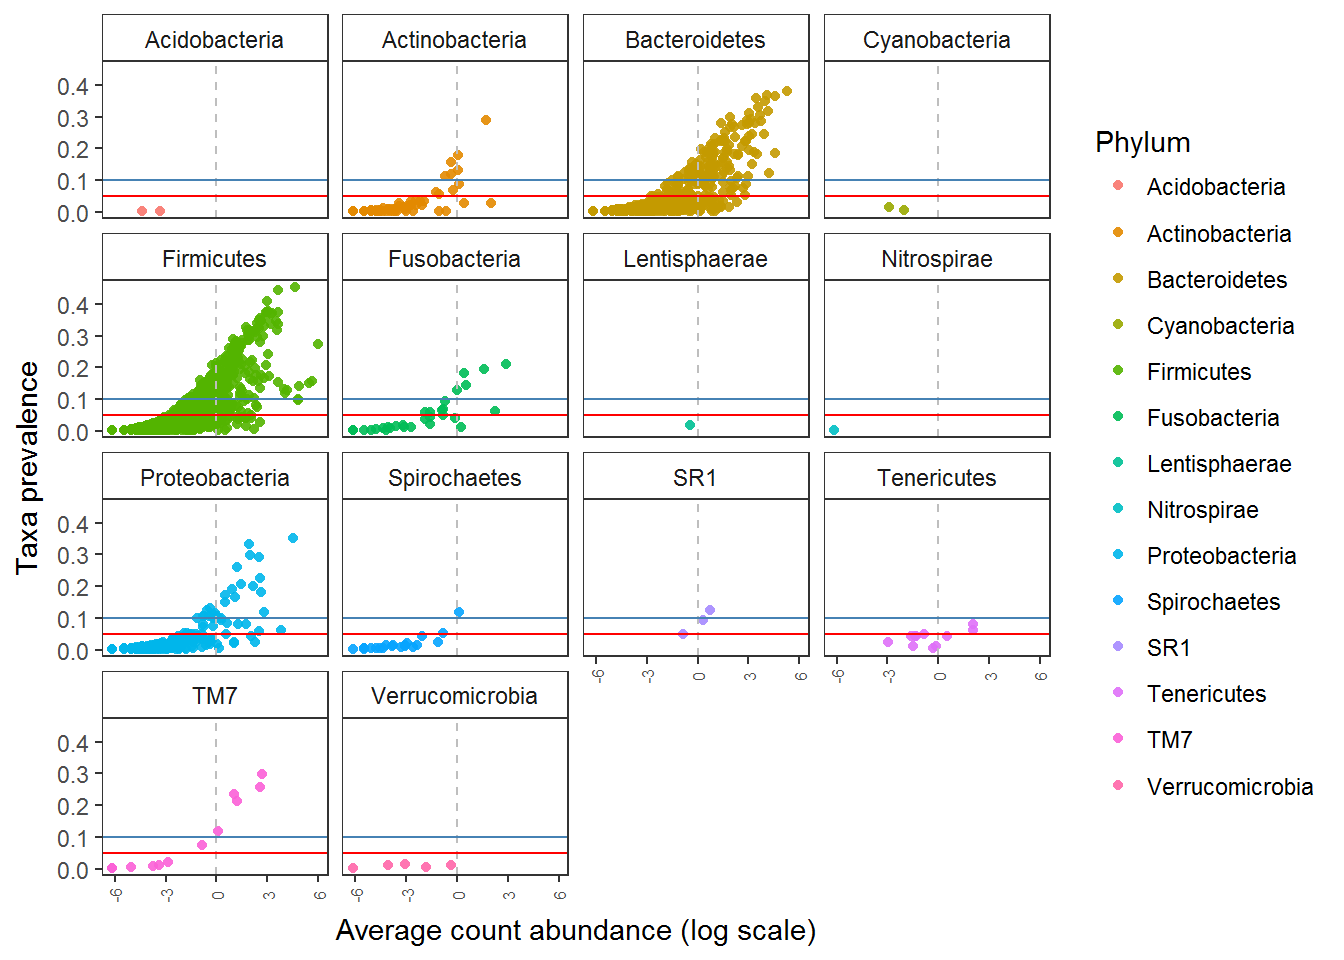 Acidobacteria Actinobacteria Bacteroidetes Cyanobacteria
0.4
0.3
0.2
0.1
0.0
Firmicutes Fusobacteria Lentisphaerae Nitrospirae
0.4
0.3
0.2
0.1
0.0
Proteobacteria Spirochaetes SR1 Tenericutes
0.4
0.3
0.2
0.1
0.0
-6 -3 0 3 6 -6 -3 0 3 6
TM7 Verrucomicrobia
0.4
0.3
0.2
0.1
0.0
-6 -3 0 3 6 -6 -3 0 3 6
Taxa prevalence
Average count abundance (log scale)
Phylum
Acidobacteria
Actinobacteria
Bacteroidetes
Cyanobacteria
Firmicutes
Fusobacteria
Lentisphaerae
Nitrospirae
Proteobacteria
Spirochaetes
SR1
Tenericutes
TM7
Verrucomicrobia